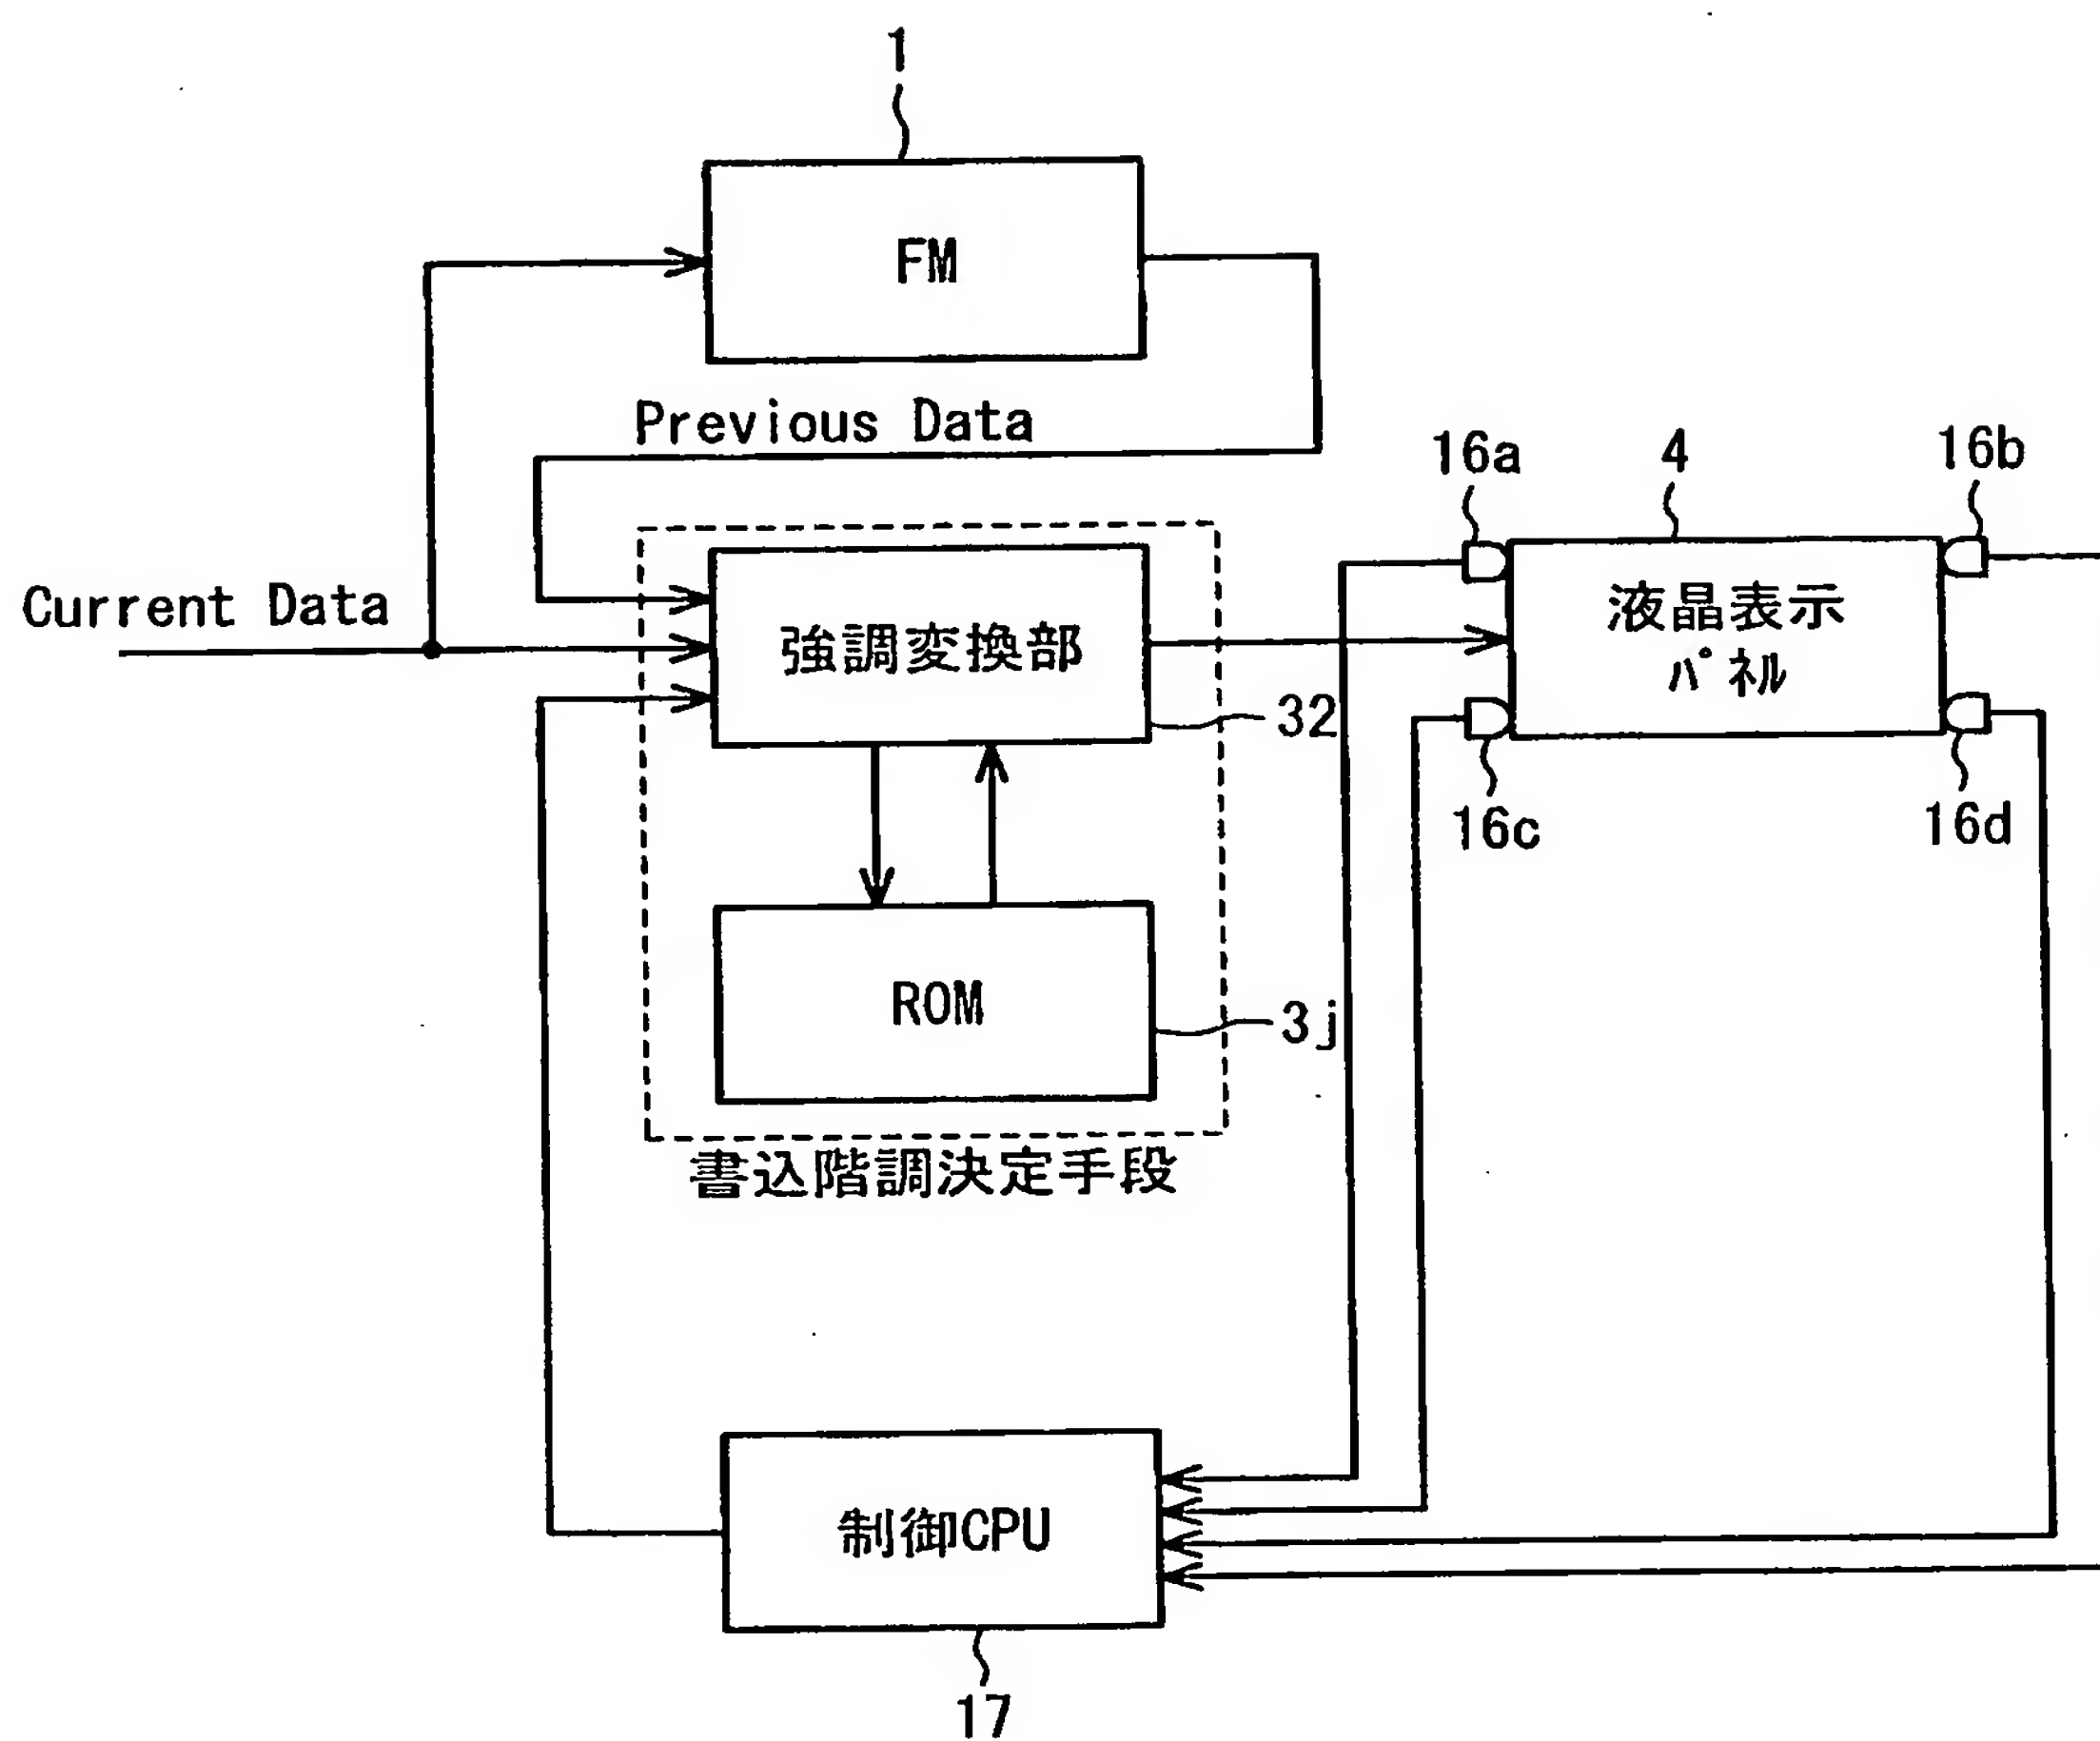 1
FM
Previous Data
16a
4
16b
Current Data
強調変換部
液晶表示
パネル
32
16c
16d
ROM
3j
書込階調決定手段
制御CPU
17